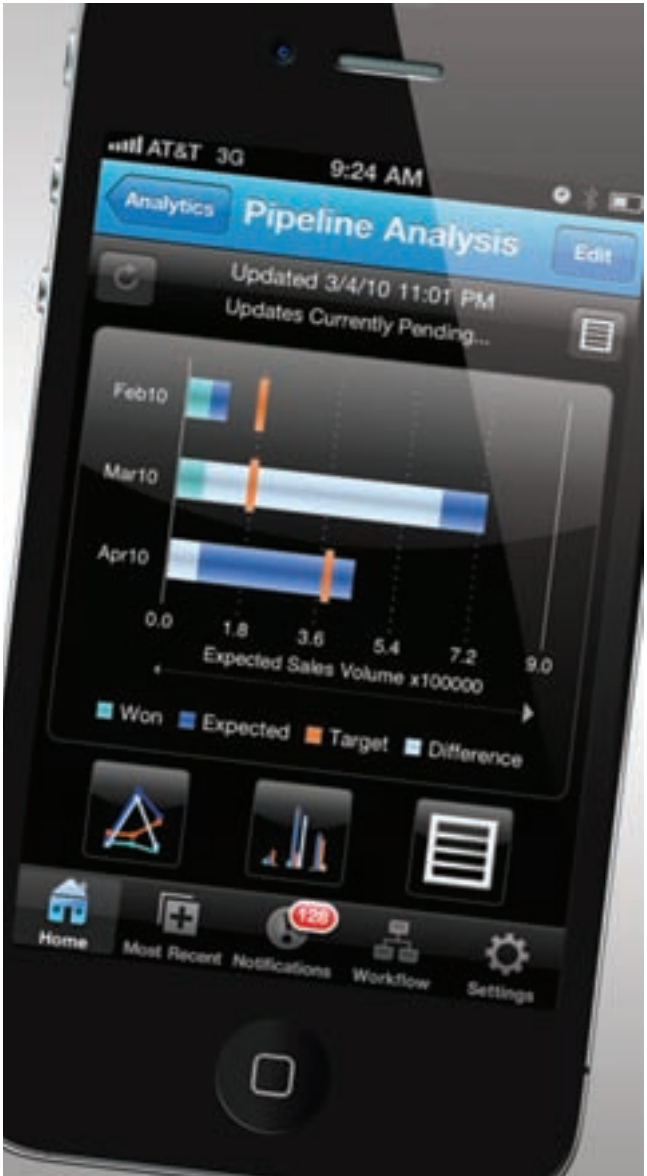 AT&T 3G 9:24 AM
Analytics Pipeline Analysis Edit
Updated 3/4/10 11:01 PM
Updates Currently Pending...
Feb10
Mar10
Apr10
0.0 1.8 3.6 5.4 7.2 9.0
Expected Sales Volume x100000
Won Expected Target Difference
126
Home Most Recent Notifications Workflow Settings